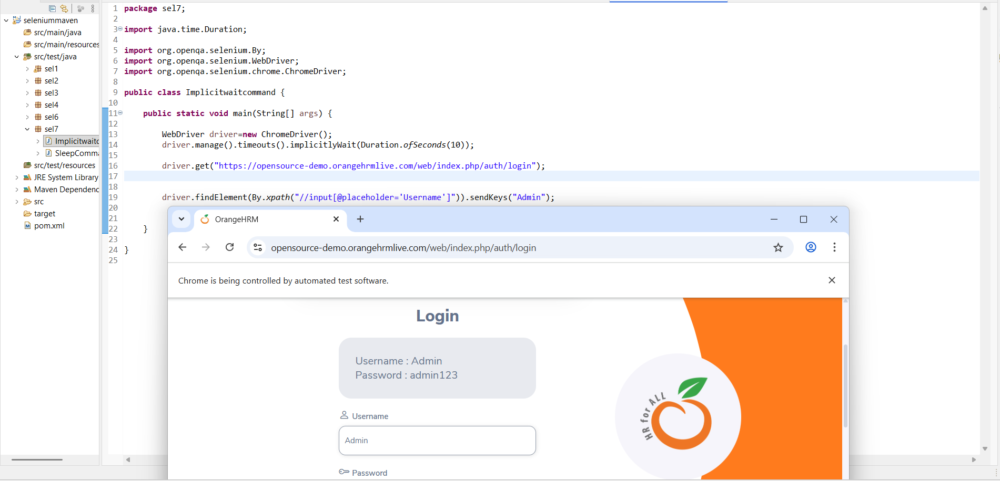 seleniummaven
src/main/java
src/main/resources
src/test/java
sel1
sel2
sel3
sel4
sel6
sel7
Implicitwaitc
SleepComma
src/test/resources
JRE System Library
Maven Dependenc
src
target
pom.xml
1 package sel7;
2
3 import java.time.Duration;
4
5 import org.openqa.selenium.By;
6 import org.openqa.selenium.WebDriver;
7 import org.openqa.selenium.chrome.ChromeDriver;
8
9 public class Implicitwaitcommand {
10
11 public static void main(String[] args) {
12
13 WebDriver driver=new ChromeDriver();
14 driver.manage().timeouts().implicitlyWait(Duration.ofSeconds(10));
15
16 driver.get("https://opensource-demo.orangehrmlive.com/web/index.php/auth/login");
17
18
19 driver.findElement(By.xpath("//input[@placeholder='Username']")).sendKeys("Admin");
20
21
22 }
23
24 }
25
OrangeHRM
opensource-demo.orangehrmlive.com/web/index.php/auth/login
Chrome is being controlled by automated test software.
Login
Username : Admin
Password : admin123
Username
Admin
Password
HR for ALL